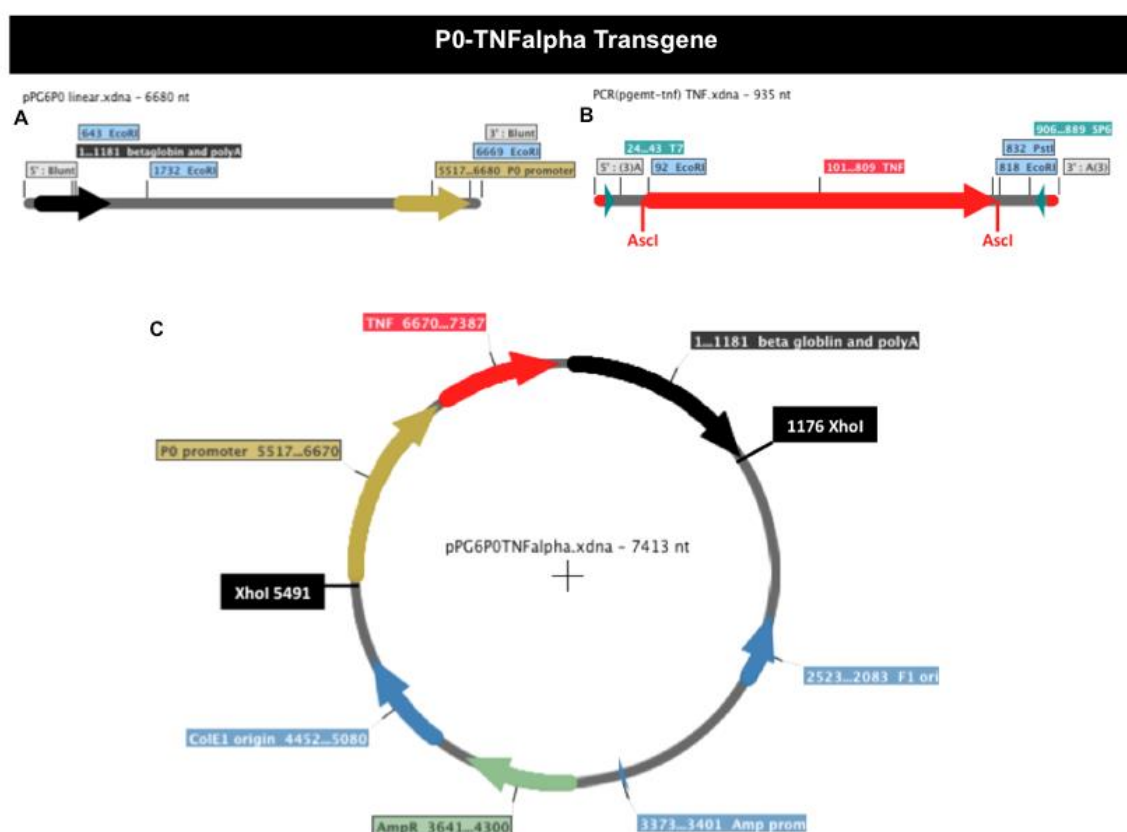 P0-TNFalpha Transgene
pPG6P0 linear.xdna – 6680 nt
A
643 EcoRI
1...1181 betaglobin and polyA
5' : Blunt
1732 EcoRI
3' : Blunt
6669 EcoRI
5517...6680 P0 promoter
PCR(pgemt-tnf) TNF.xdna – 935 nt
B
906...889 SP6
24...43 T7
832 PstI
5' : (3)A
92 EcoRI
101...809 TNF
818 EcoRI
3' : A(3)
AscI
AscI
C
TNF 6670...7387
1...1181 beta globlin and polyA
1176 XhoI
P0 promoter 5517...6670
pPG6P0TNFalpha.xdna – 7413 nt
XhoI 5491
2523...2083 F1 ori
ColE1 origin 4452...5080
AmpR 3641...4300
3373...3401 Amp prom